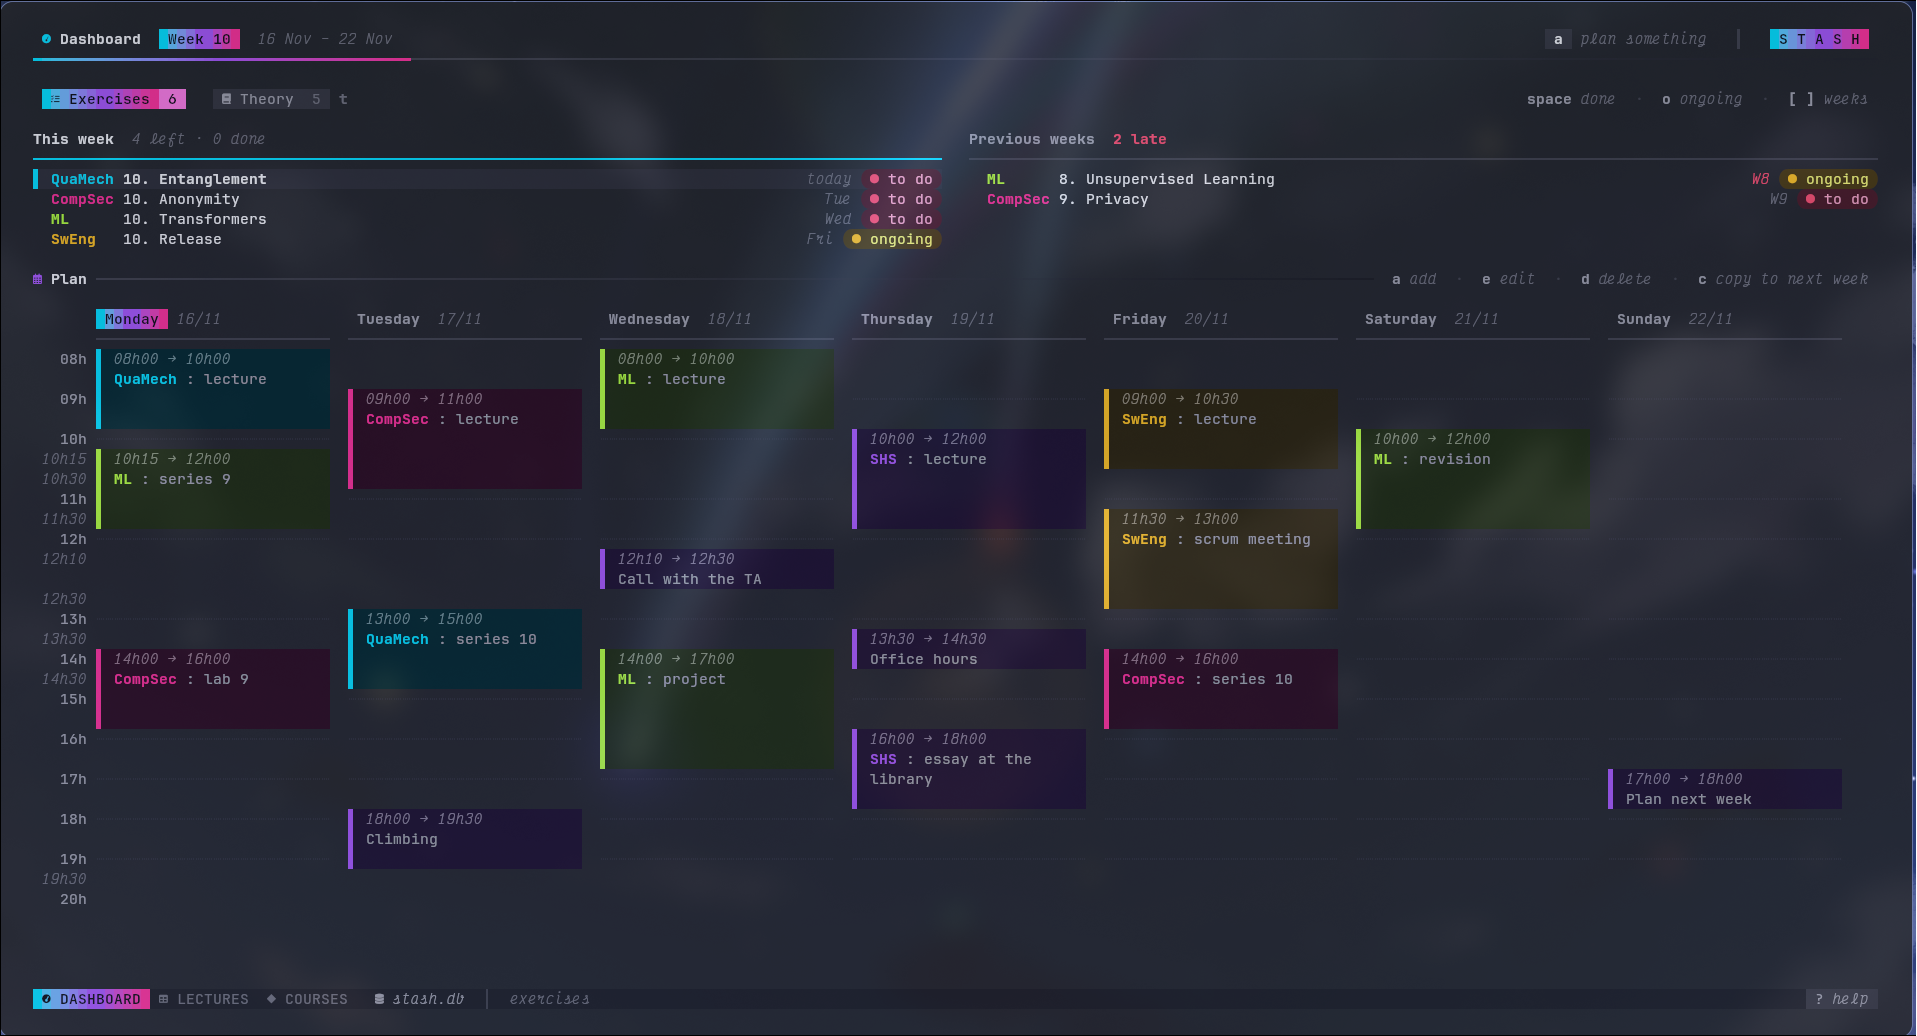 Dashboard Week 10 16 Nov – 22 Nov a plan something | S T A S H
Exercises 6 Theory 5 t space done · o ongoing · [ ] weeks
This week 4 left · 0 done
QuaMech 10. Entanglement today ● to do
CompSec 10. Anonymity Tue ● to do
ML 10. Transformers Wed ● to do
SwEng 10. Release Fri ● ongoing
Previous weeks 2 late
ML 8. Unsupervised Learning W8 ● ongoing
CompSec 9. Privacy W9 ● to do
Plan a add · e edit · d delete · c copy to next week
Monday 16/11 Tuesday 17/11 Wednesday 18/11 Thursday 19/11 Friday 20/11 Saturday 21/11 Sunday 22/11
08h
09h
10h
10h15
10h30
11h
11h30
12h
12h10
12h30
13h
13h30
14h
14h30
15h
16h
17h
18h
19h
19h30
20h
08h00 → 10h00
QuaMech : lecture
10h15 → 12h00
ML : series 9
14h00 → 16h00
CompSec : lab 9
09h00 → 11h00
CompSec : lecture
13h00 → 15h00
QuaMech : series 10
18h00 → 19h30
Climbing
08h00 → 10h00
ML : lecture
12h10 → 12h30
Call with the TA
14h00 → 17h00
ML : project
10h00 → 12h00
SHS : lecture
13h30 → 14h30
Office hours
16h00 → 18h00
SHS : essay at the
library
09h00 → 10h30
SwEng : lecture
11h30 → 13h00
SwEng : scrum meeting
14h00 → 16h00
CompSec : series 10
10h00 → 12h00
ML : revision
17h00 → 18h00
Plan next week
DASHBOARD LECTURES COURSES stash.db | exercises ? help